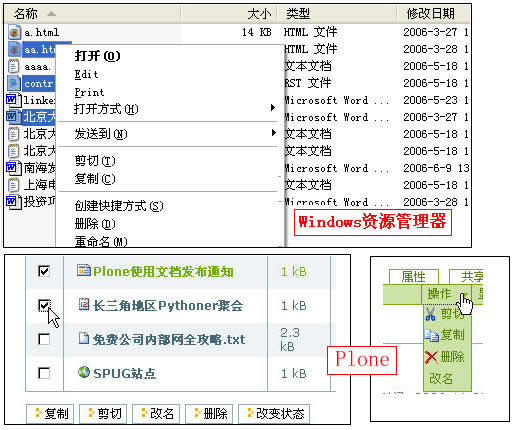 名称 大小 类型 修改日期
a.html 14 KB HTML 文件 2006-3-27 1
aa.ht HTML 文件 2006-3-28 1
aaaa. 文本文档 2006-5-18 1
contr RST 文件 2006-5-18 1
linke Microsoft Word ... 2006-5-23 1
北京大 Microsoft Word ... 2006-3-27 1
北京大 文本文档 2006-5-18 1
北京大 文本文档 2006-5-18 1
南海发 Microsoft Word ... 2006-6-9 13
上海电 文本文档 2006-5-18 1
投资项 Microsoft Word ... 2006-3-28 1
打开(O)
Edit
Print
打开方式(H)
发送到(N)
剪切(T)
复制(C)
创建快捷方式(S)
删除(D)
重命名(M)
Windows资源管理器
Plone使用文档发布通知 1 kB
长三角地区Pythoner聚会 1 kB
免费公司内部网全攻略.txt 2.3 kB
SPUG站点 1 kB
复制 剪切 改名 删除 改变状态
Plone
属性 共享
操作
剪切
复制
删除
改名